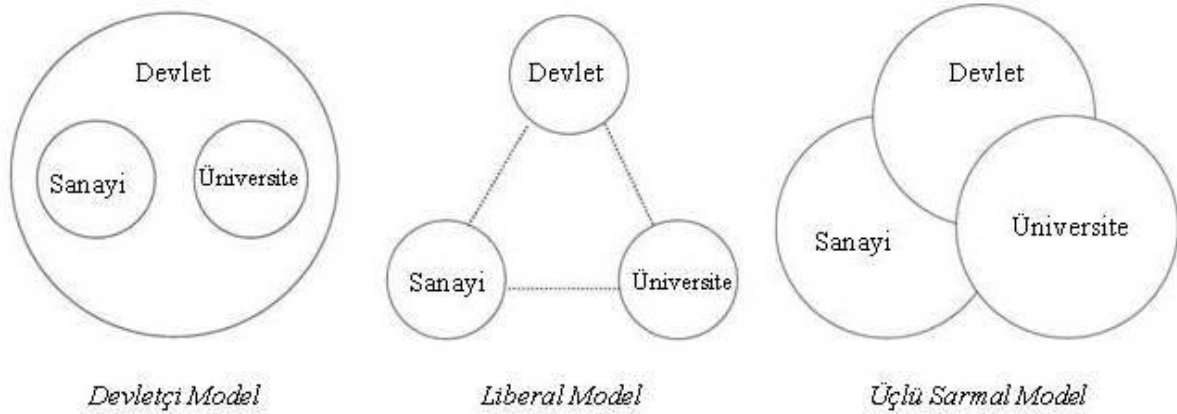 Devlet
Sanayi
Üniversite
Devletçi Model
Devlet
Sanayi
Üniversite
Liberal Model
Devlet
Sanayi
Üniversite
Üçlü Sarmal Model